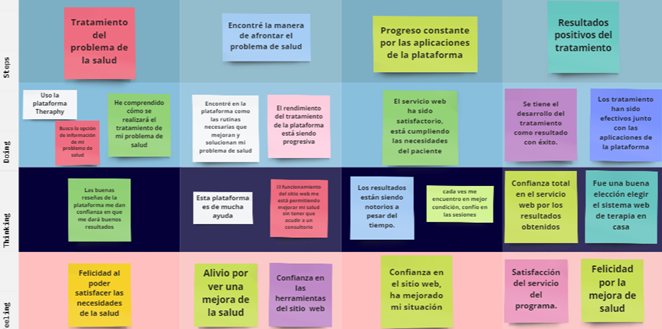 Steps
Tratamiento
del
problema de
la salud
Encontré la manera
de afrontar el
problema de salud
Progreso constante
por las aplicaciones
de la plataforma
Resultados
positivos del
tratamiento
Doing
Uso la
plataforma
Theraphy
Busco la opción
de información
de mi
problema de
salud
He comprendido
cómo se
realizará el
tratamiento de
mi problema de
salud
Encontré en la
plataforma como
las rutinas
necesarias que
mejoran y
solucionan mi
problema de salud
El rendimiento
del tratamiento
de la plataforma
está siendo
progresiva
El servicio web
ha sido
satisfactorio,
está cumpliendo
las necesidades
del paciente
Se tiene el
desarrollo del
tratamiento
como resultado
con éxito.
Los tratamiento
han sido
efectivos junto
con las
aplicaciones de
la plataforma
Thinking
Las buenas
reseñas de la
plataforma me dan
confianza en que
me dará buenos
resultados
Esta plataforma
es de mucha
ayuda
El funcionamiento
del sitio web me
está permitiendo
mejorar mi salud
sin tener que
acudir a un
consultorio
Los resultados
están siendo
notorios a
pesar del
tiempo.
cada ves me
encuentro en mejor
condición, confío en
las sesiones
Confianza total
en el servicio
web por los
resultados
obtenidos
Fue una buena
elección elegir
el sistema web
de terapia en
casa
eeling
Felicidad al
poder
satisfacer las
necesidades
de la salud
Alivio por
ver una
mejora de
la salud
Confianza en
las
herramientas
del sitio web
Confianza en
el sitio web,
ha mejorado
mi situación
Satisfacción
del servicio
del
programa.
Felicidad
por la
mejora de
salud